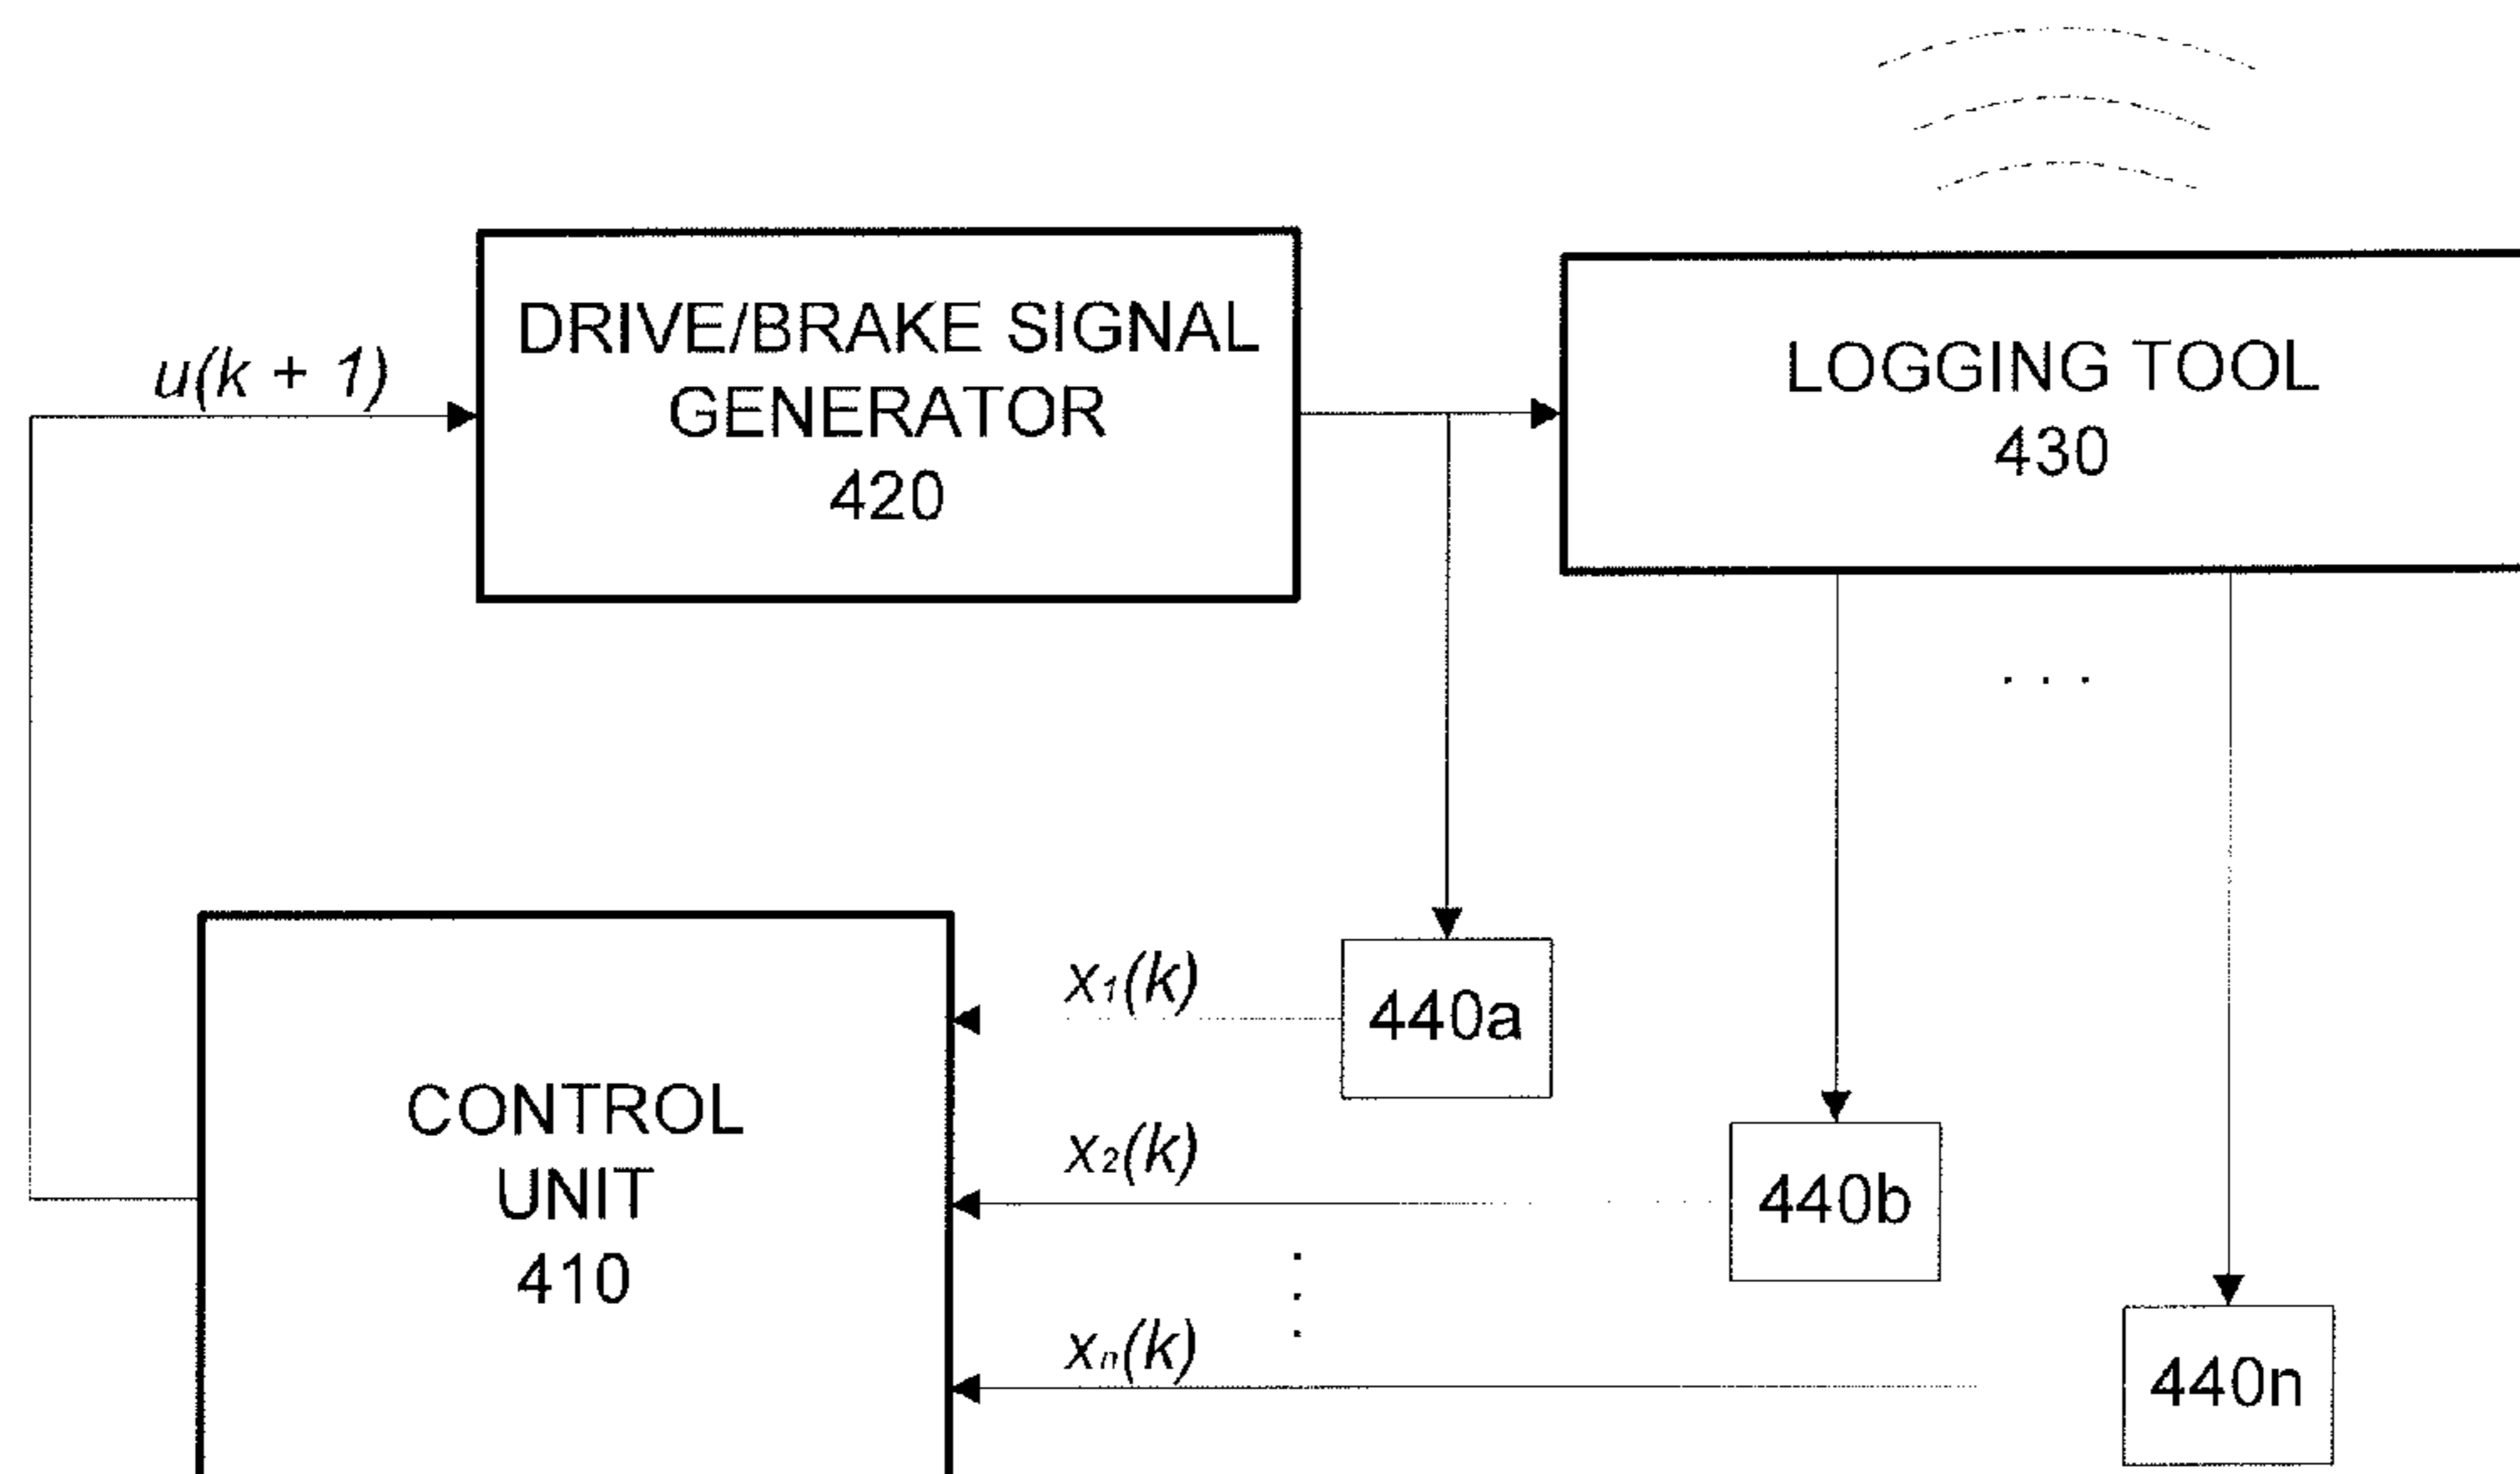 u(k + 1)
DRIVE/BRAKE SIGNAL
GENERATOR
420
LOGGING TOOL
430
. . .
x1(k)
440a
CONTROL
UNIT
410
x2(k)
440b
xn(k)
440n